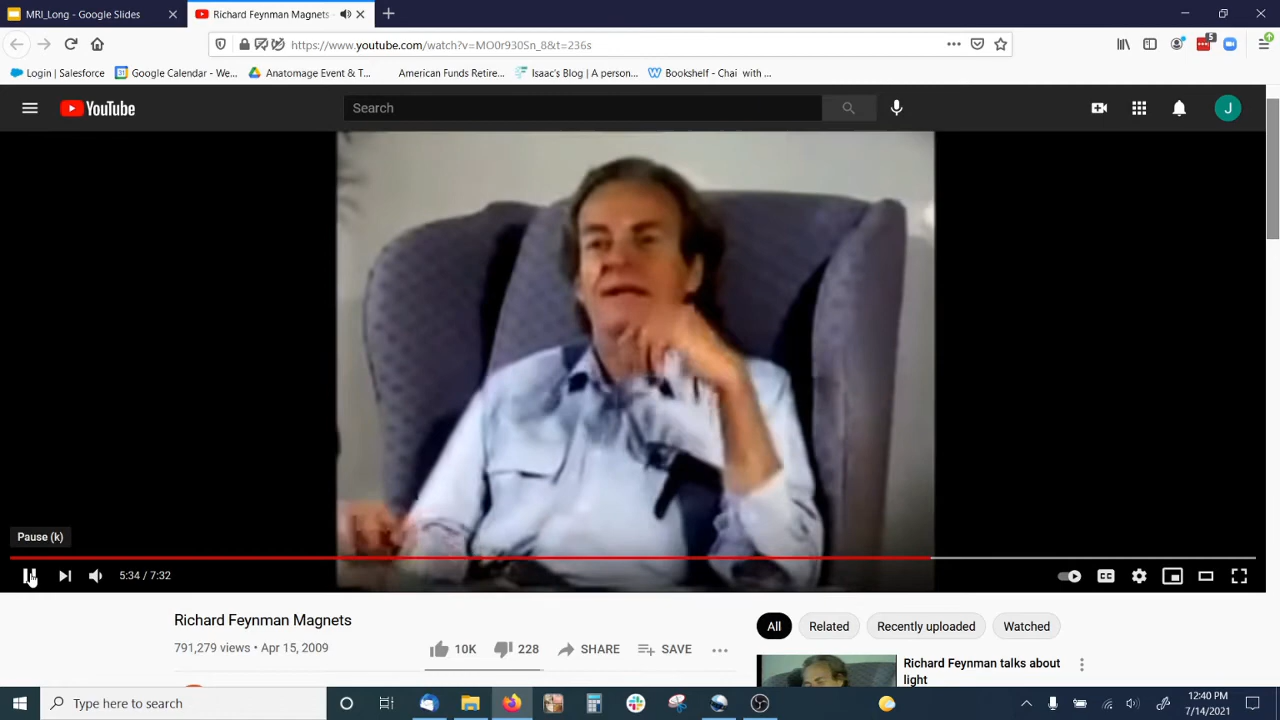 MRI_Long - Google Slides
Richard Feynman Magnets -
https://www.youtube.com/watch?v=MO0r930Sn_8&t=236s
Login | Salesforce
Google Calendar - We...
Anatomage Event & T...
American Funds Retire...
Isaac's Blog | A person...
Bookshelf - Chai with ...
5
YouTube
Search
J
Pause (k)
5:34 / 7:32
CC
Richard Feynman Magnets
791,279 views • Apr 15, 2009
10K
228
SHARE
SAVE
All
Related
Recently uploaded
Watched
Richard Feynman talks about
light
Type here to search
12:40 PM
7/14/2021